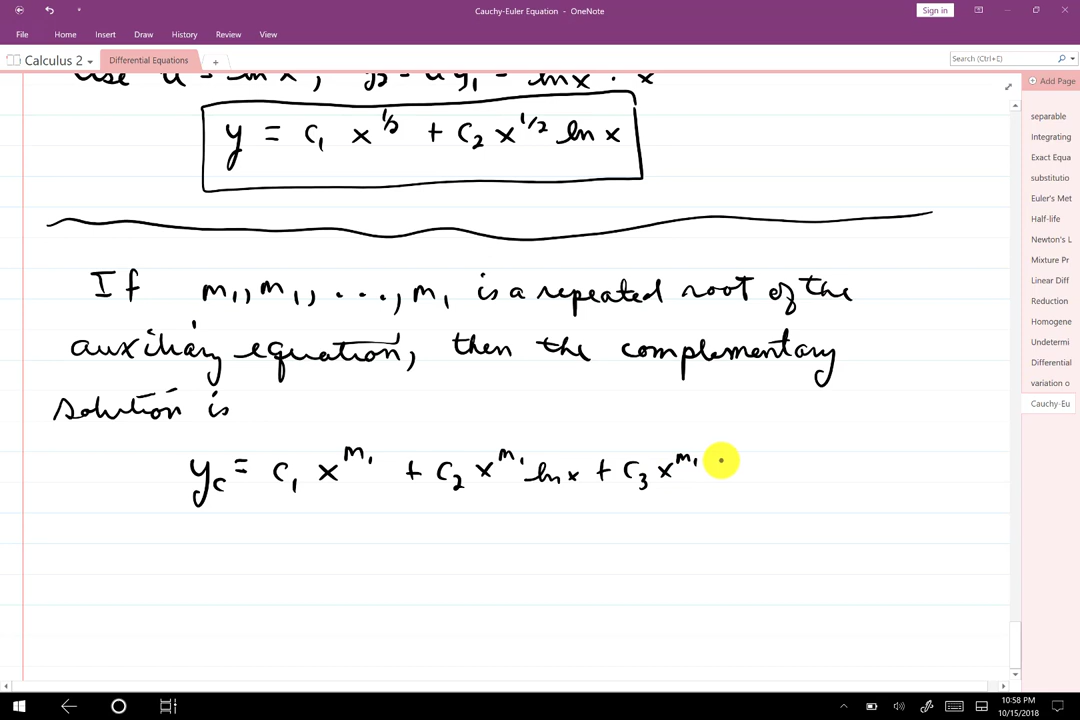 Cauchy-Euler Equation - OneNote
Sign in
File Home Insert Draw History Review View
Calculus 2 Differential Equations
Search (Ctrl+E)
Add Page
separable
Integrating
Exact Equa
substitutio
Euler's Met
Half-life
Newton's L
Mixture Pr
Linear Diff
Reduction
Homogene
Undetermi
Differential
variation o
Cauchy-Eu
y = c₁ x^1/2 + c₂ x^1/2 ln x
If m₁, m₁, ..., m₁ is a repeated root of the
auxiliary equation, then the complementary
solution is
y_c = c₁ x^m₁ + c₂ x^m₁ ln x + c₃ x^m₁
10:58 PM
10/15/2018